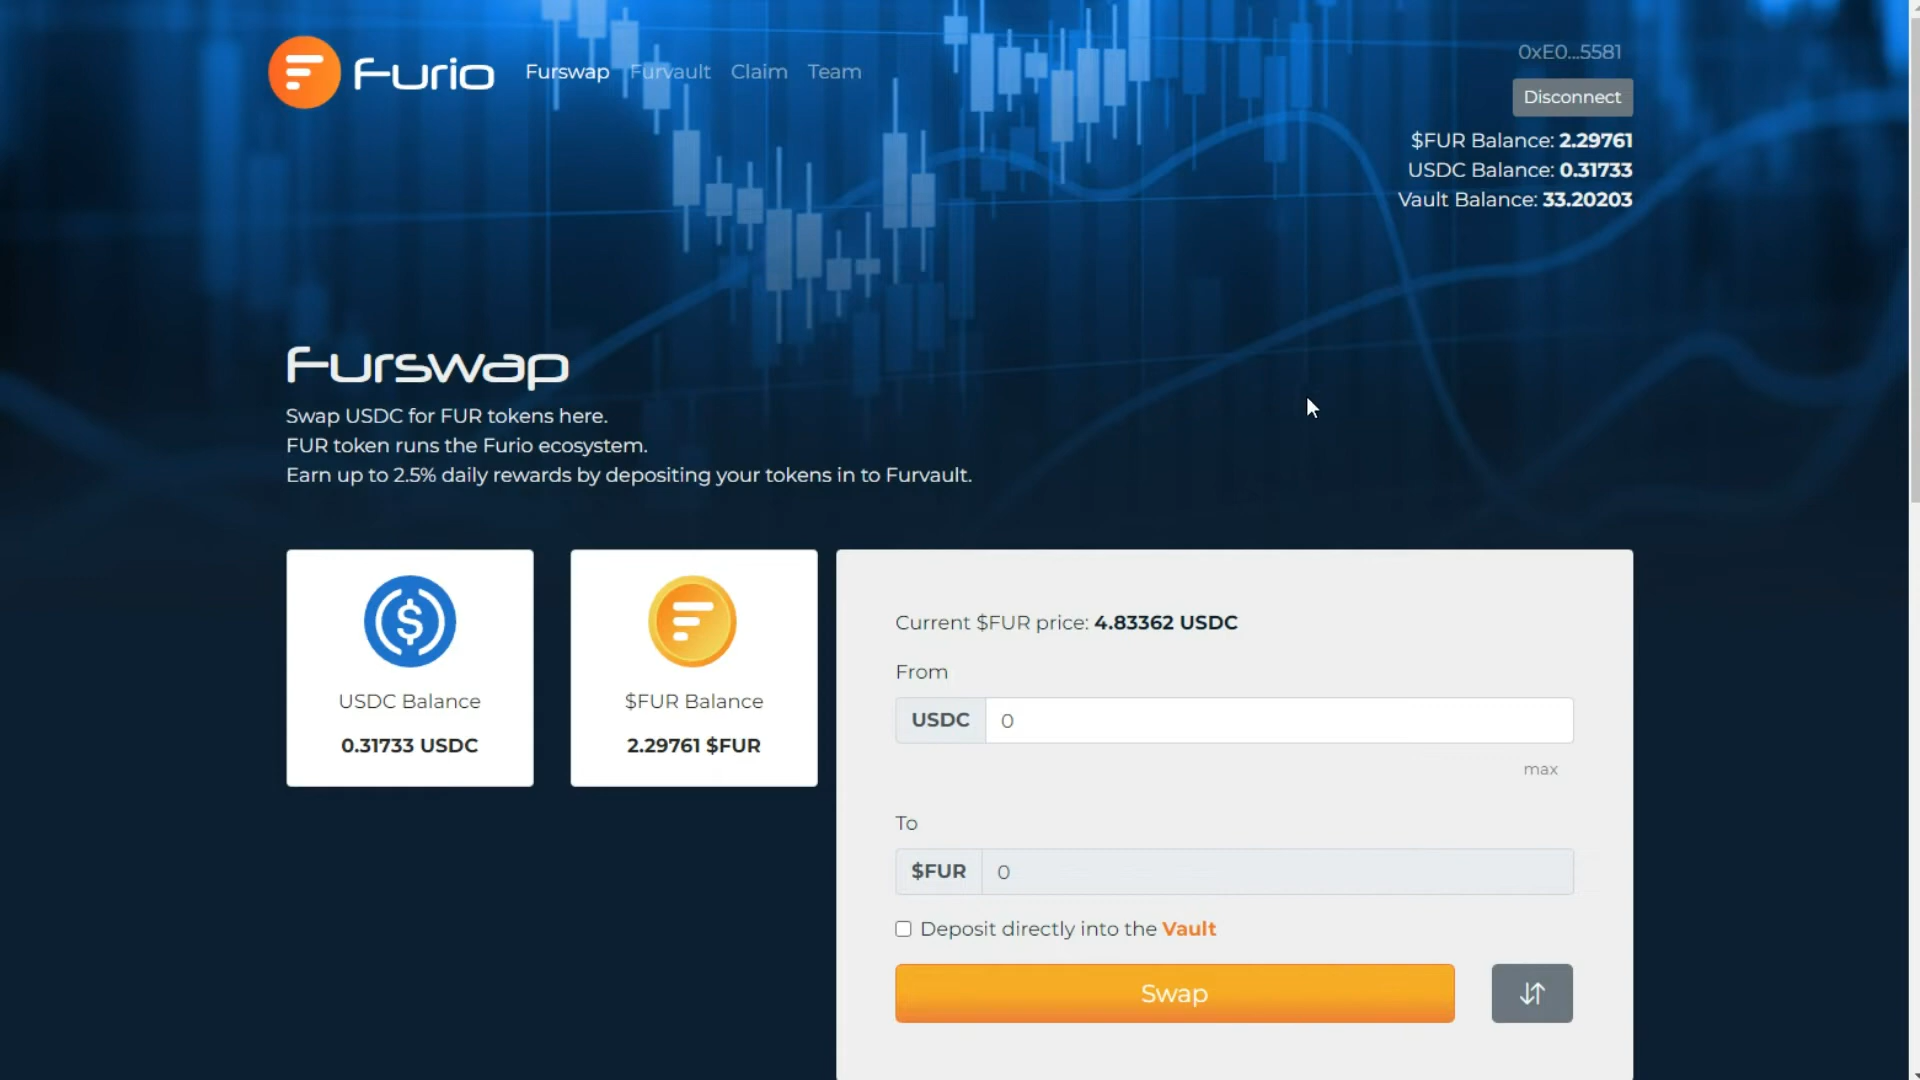 Furio
Furswap Furvault Claim Team
0xE0...5581
Disconnect
$FUR Balance: 2.29761
USDC Balance: 0.31733
Vault Balance: 33.20203
Furswap
Swap USDC for FUR tokens here.
FUR token runs the Furio ecosystem.
Earn up to 2.5% daily rewards by depositing your tokens in to Furvault.
USDC Balance
0.31733 USDC
$FUR Balance
2.29761 $FUR
Current $FUR price: 4.83362 USDC
From
USDC 0
max
To
$FUR 0
Deposit directly into the Vault
Swap